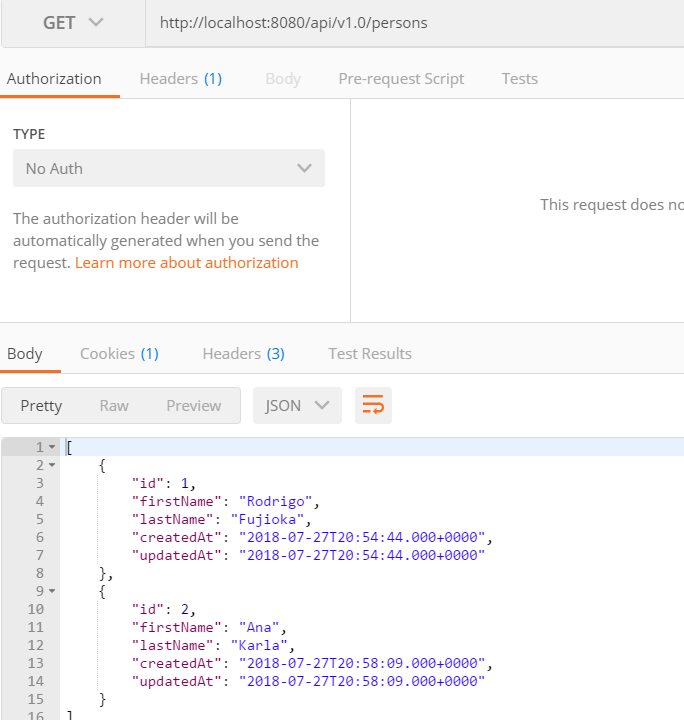 GET http://localhost:8080/api/v1.0/persons
Authorization Headers (1) Body Pre-request Script Tests
TYPE
No Auth
The authorization header will be
automatically generated when you send the
request. Learn more about authorization
This request does no
Body Cookies (1) Headers (3) Test Results
Pretty Raw Preview JSON
1 [
2 {
3 "id": 1,
4 "firstName": "Rodrigo",
5 "lastName": "Fujioka",
6 "createdAt": "2018-07-27T20:54:44.000+0000",
7 "updatedAt": "2018-07-27T20:54:44.000+0000"
8 },
9 {
10 "id": 2,
11 "firstName": "Ana",
12 "lastName": "Karla",
13 "createdAt": "2018-07-27T20:58:09.000+0000",
14 "updatedAt": "2018-07-27T20:58:09.000+0000"
15 }
16 ]